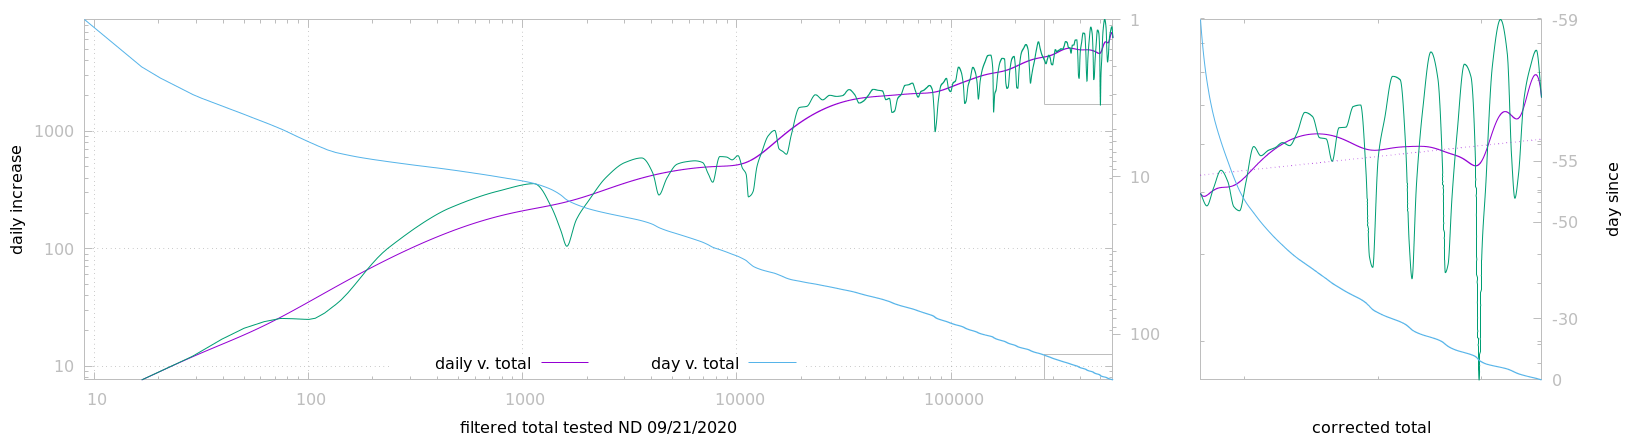 daily increase
1000
100
10
daily v. total
day v. total
10
100
1000
10000
100000
filtered total tested ND 09/21/2020
1
10
100
-59
-55
-50
-30
0
day since
corrected total